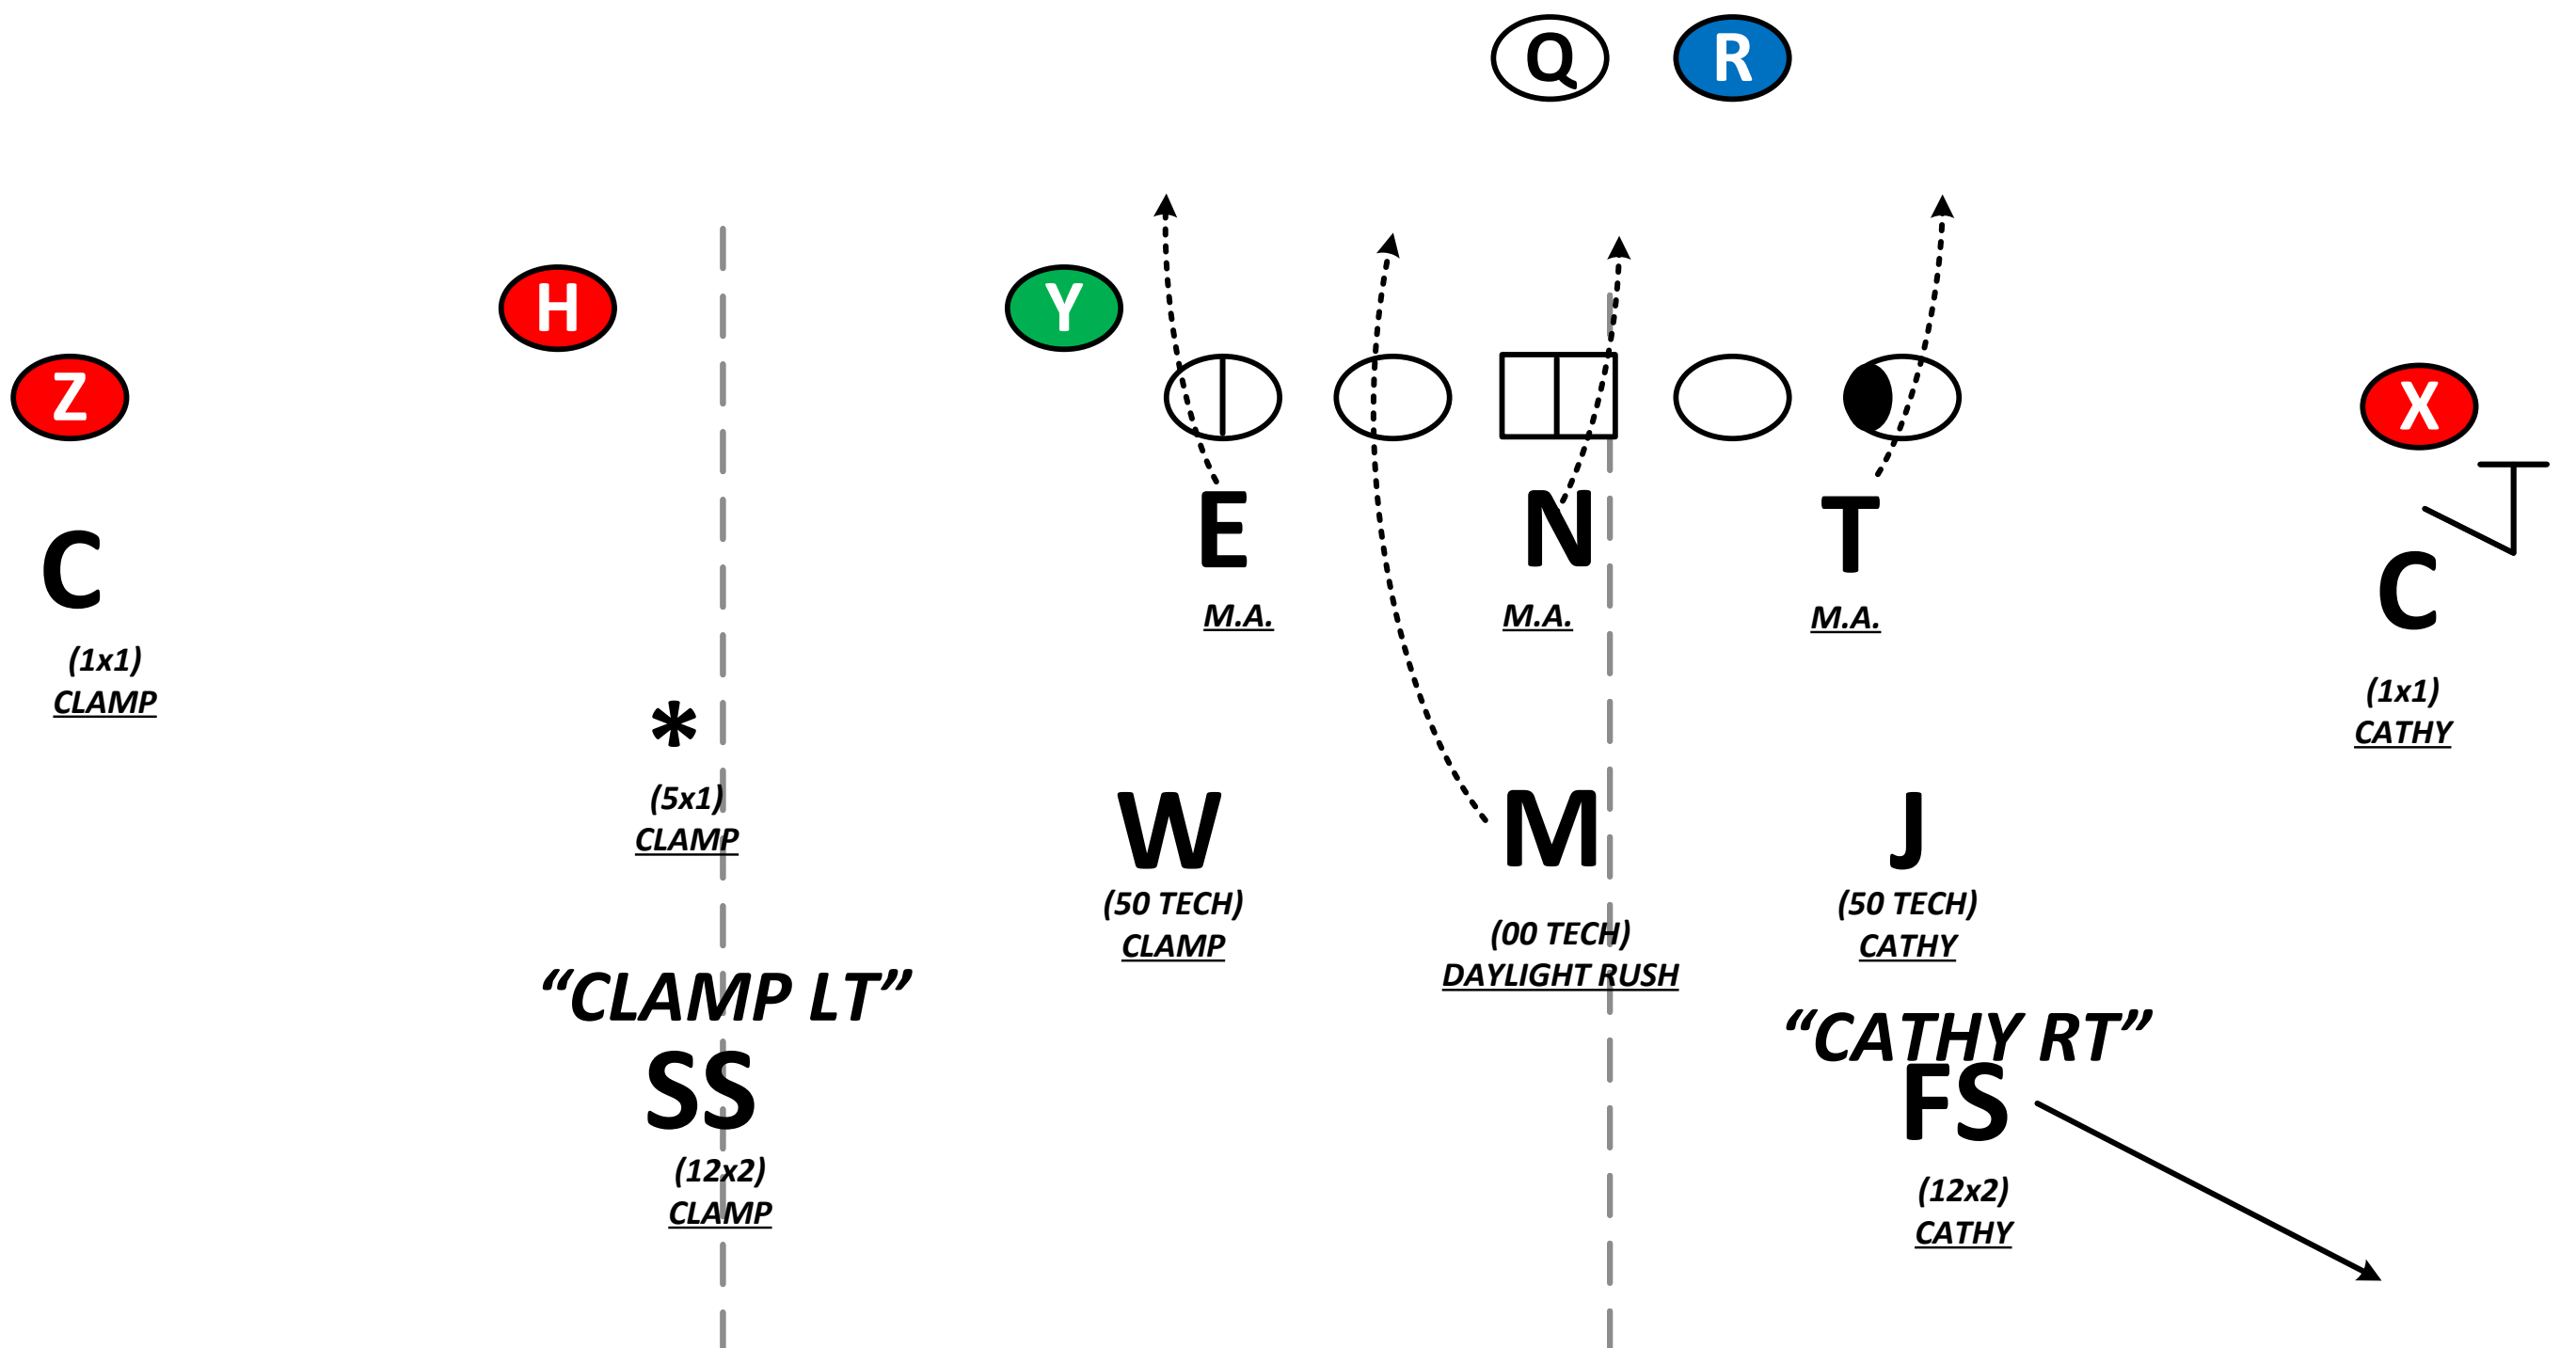 Q R
H Y
Z X
E N T
M.A. M.A. M.A.
C C
(1x1)
CLAMP
(1x1)
CATHY
*
(5x1)
CLAMP
W M J
(50 TECH)
CLAMP
(00 TECH)
DAYLIGHT RUSH
(50 TECH)
CATHY
“CLAMP LT”
SS
(12x2)
CLAMP
“CATHY RT”
FS
(12x2)
CATHY